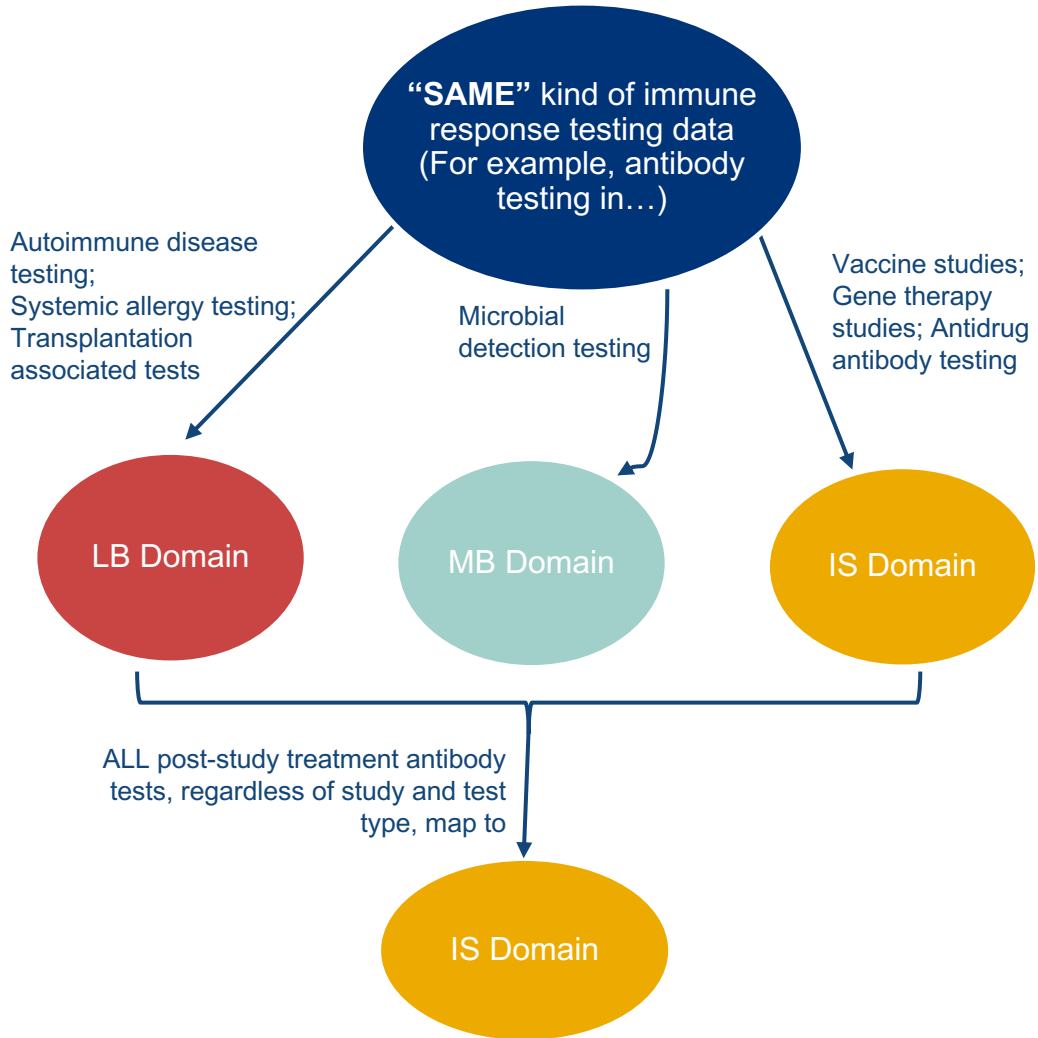 “SAME” kind of immune
response testing data
(For example, antibody
testing in…)
Autoimmune disease
testing;
Systemic allergy testing;
Transplantation
associated tests
Microbial
detection testing
Vaccine studies;
Gene therapy
studies; Antidrug
antibody testing
LB Domain
MB Domain
IS Domain
ALL post-study treatment antibody
tests, regardless of study and test
type, map to
IS Domain